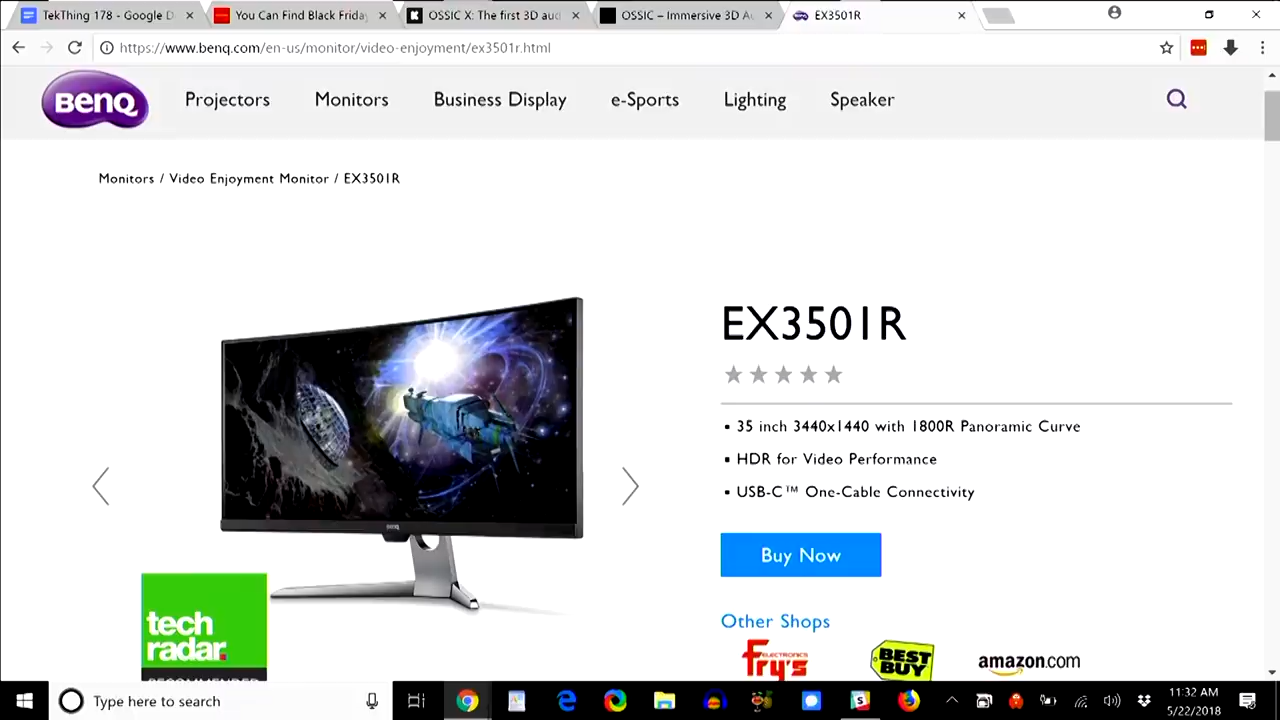 TekThing 178 - Google D
You Can Find Black Friday
OSSIC X: The first 3D aud
OSSIC – Immersive 3D Au
EX3501R
https://www.benq.com/en-us/monitor/video-enjoyment/ex3501r.html
BenQ
Projectors
Monitors
Business Display
e-Sports
Lighting
Speaker
Monitors / Video Enjoyment Monitor / EX3501R
EX3501R
35 inch 3440x1440 with 1800R Panoramic Curve
HDR for Video Performance
USB-C™ One-Cable Connectivity
BenQ
Buy Now
Other Shops
tech
radar.
RECOMMENDED
Fry's
ELECTRONICS
BEST
BUY
amazon.com
Type here to search
11:32 AM
5/22/2018